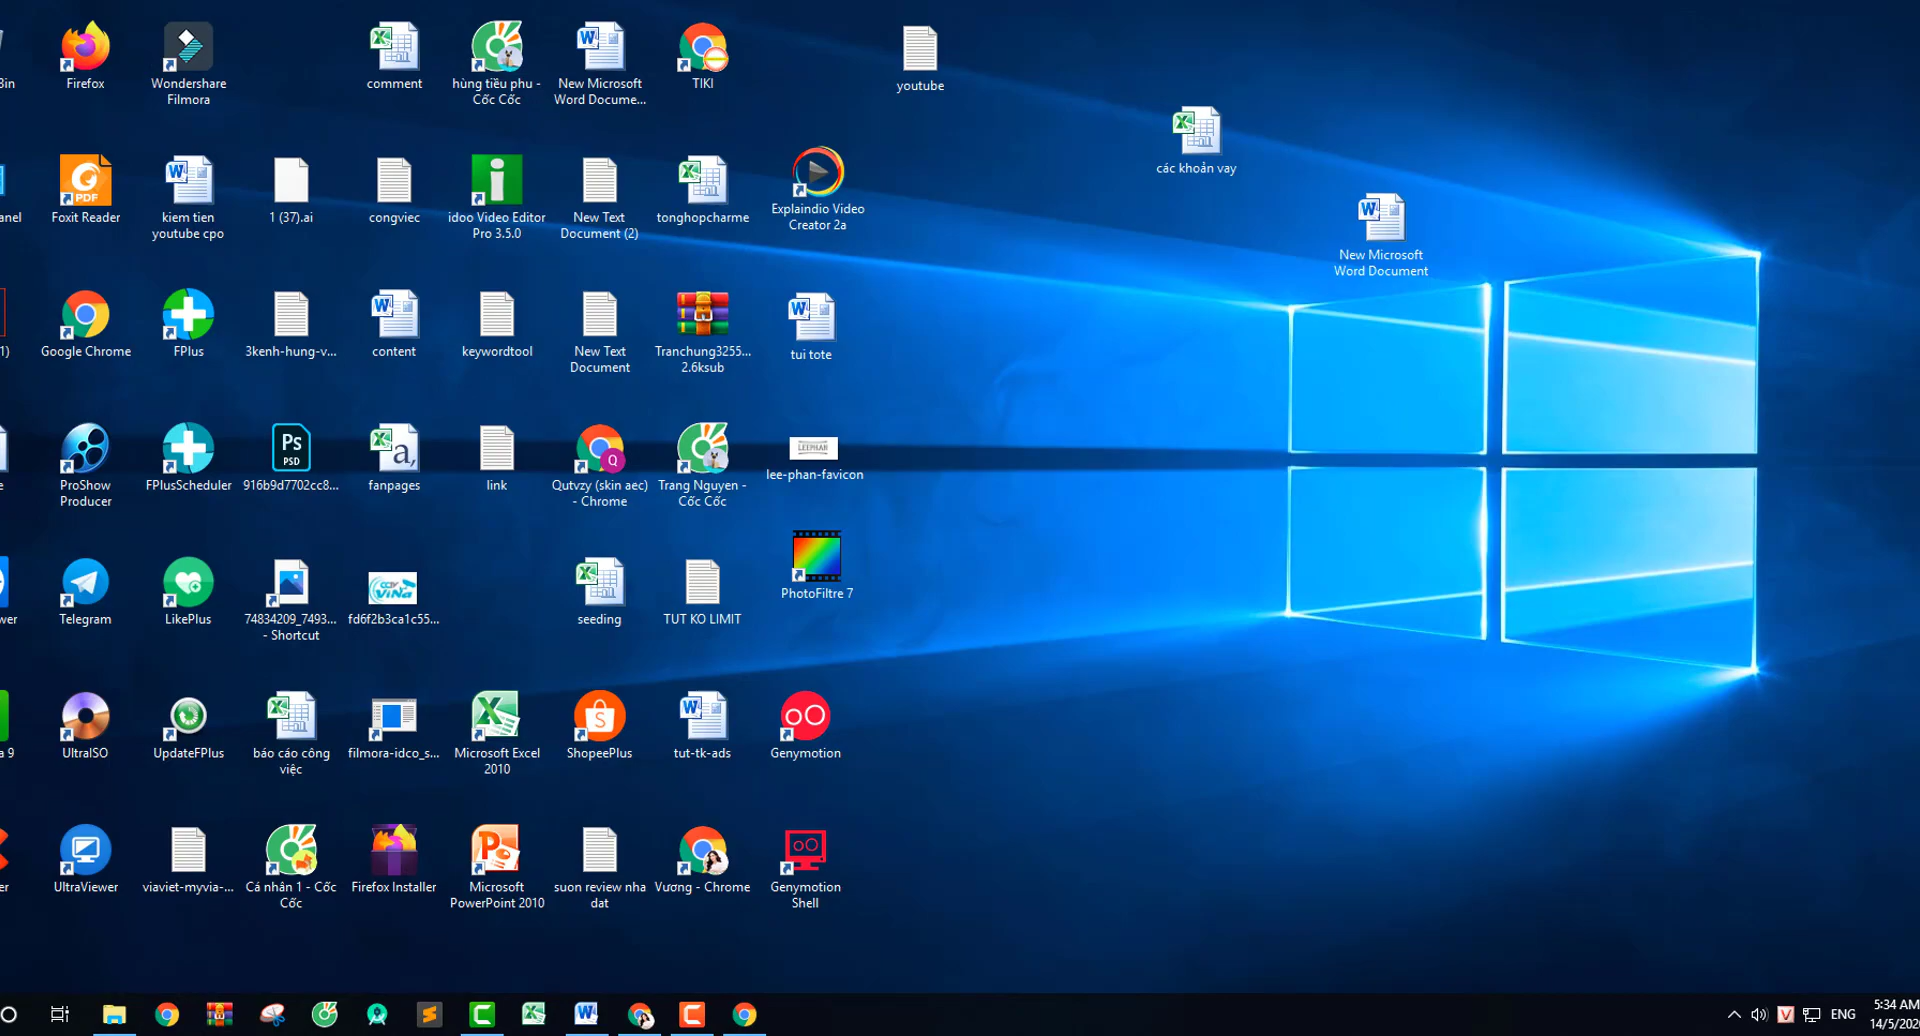 Bin
Firefox
Wondershare
Filmora
comment
hùng tiều phu -
Cốc Cốc
New Microsoft
Word Docume...
TIKI
youtube
các khoản vay
anel
PDF
Foxit Reader
kiem tien
youtube cpo
1 (37).ai
congviec
idoo Video Editor
Pro 3.5.0
New Text
Document (2)
tonghopcharme
Explaindio Video
Creator 2a
New Microsoft
Word Document
1)
Google Chrome
FPlus
3kenh-hung-v...
content
keywordtool
New Text
Document
Tranchung3255...
2.6ksub
tui tote
e
ProShow
Producer
FPlusScheduler
Ps
PSD
916b9d7702cc8...
a,
fanpages
link
Q
Qutvzy (skin aec)
- Chrome
Trang Nguyen -
Cốc Cốc
LEEPHAN
lee-phan-favicon
wer
Telegram
LikePlus
74834209_7493...
- Shortcut
fd6f2b3ca1c55...
seeding
TUT KO LIMIT
PhotoFiltre 7
a 9
UltraISO
UpdateFPlus
báo cáo công
việc
filmora-idco_s...
Microsoft Excel
2010
S
ShopeePlus
tut-tk-ads
Genymotion
er
UltraViewer
viaviet-myvia-...
Cá nhân 1 - Cốc
Cốc
Firefox Installer
Microsoft
PowerPoint 2010
suon review nha
dat
Vương - Chrome
Genymotion
Shell
V
ENG
5:34 AM
14/5/202